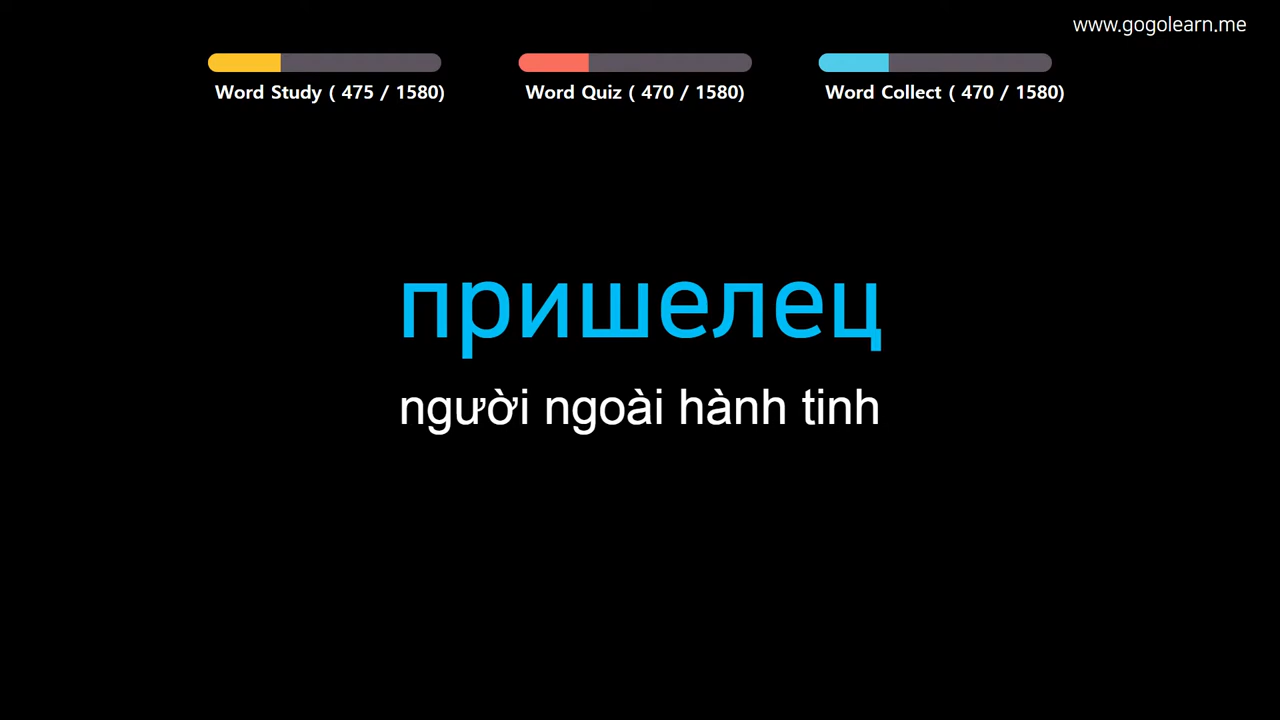 www.gogolearn.me
Word Study ( 475 / 1580)
Word Quiz ( 470 / 1580)
Word Collect ( 470 / 1580)
пришелец
người ngoài hành tinh